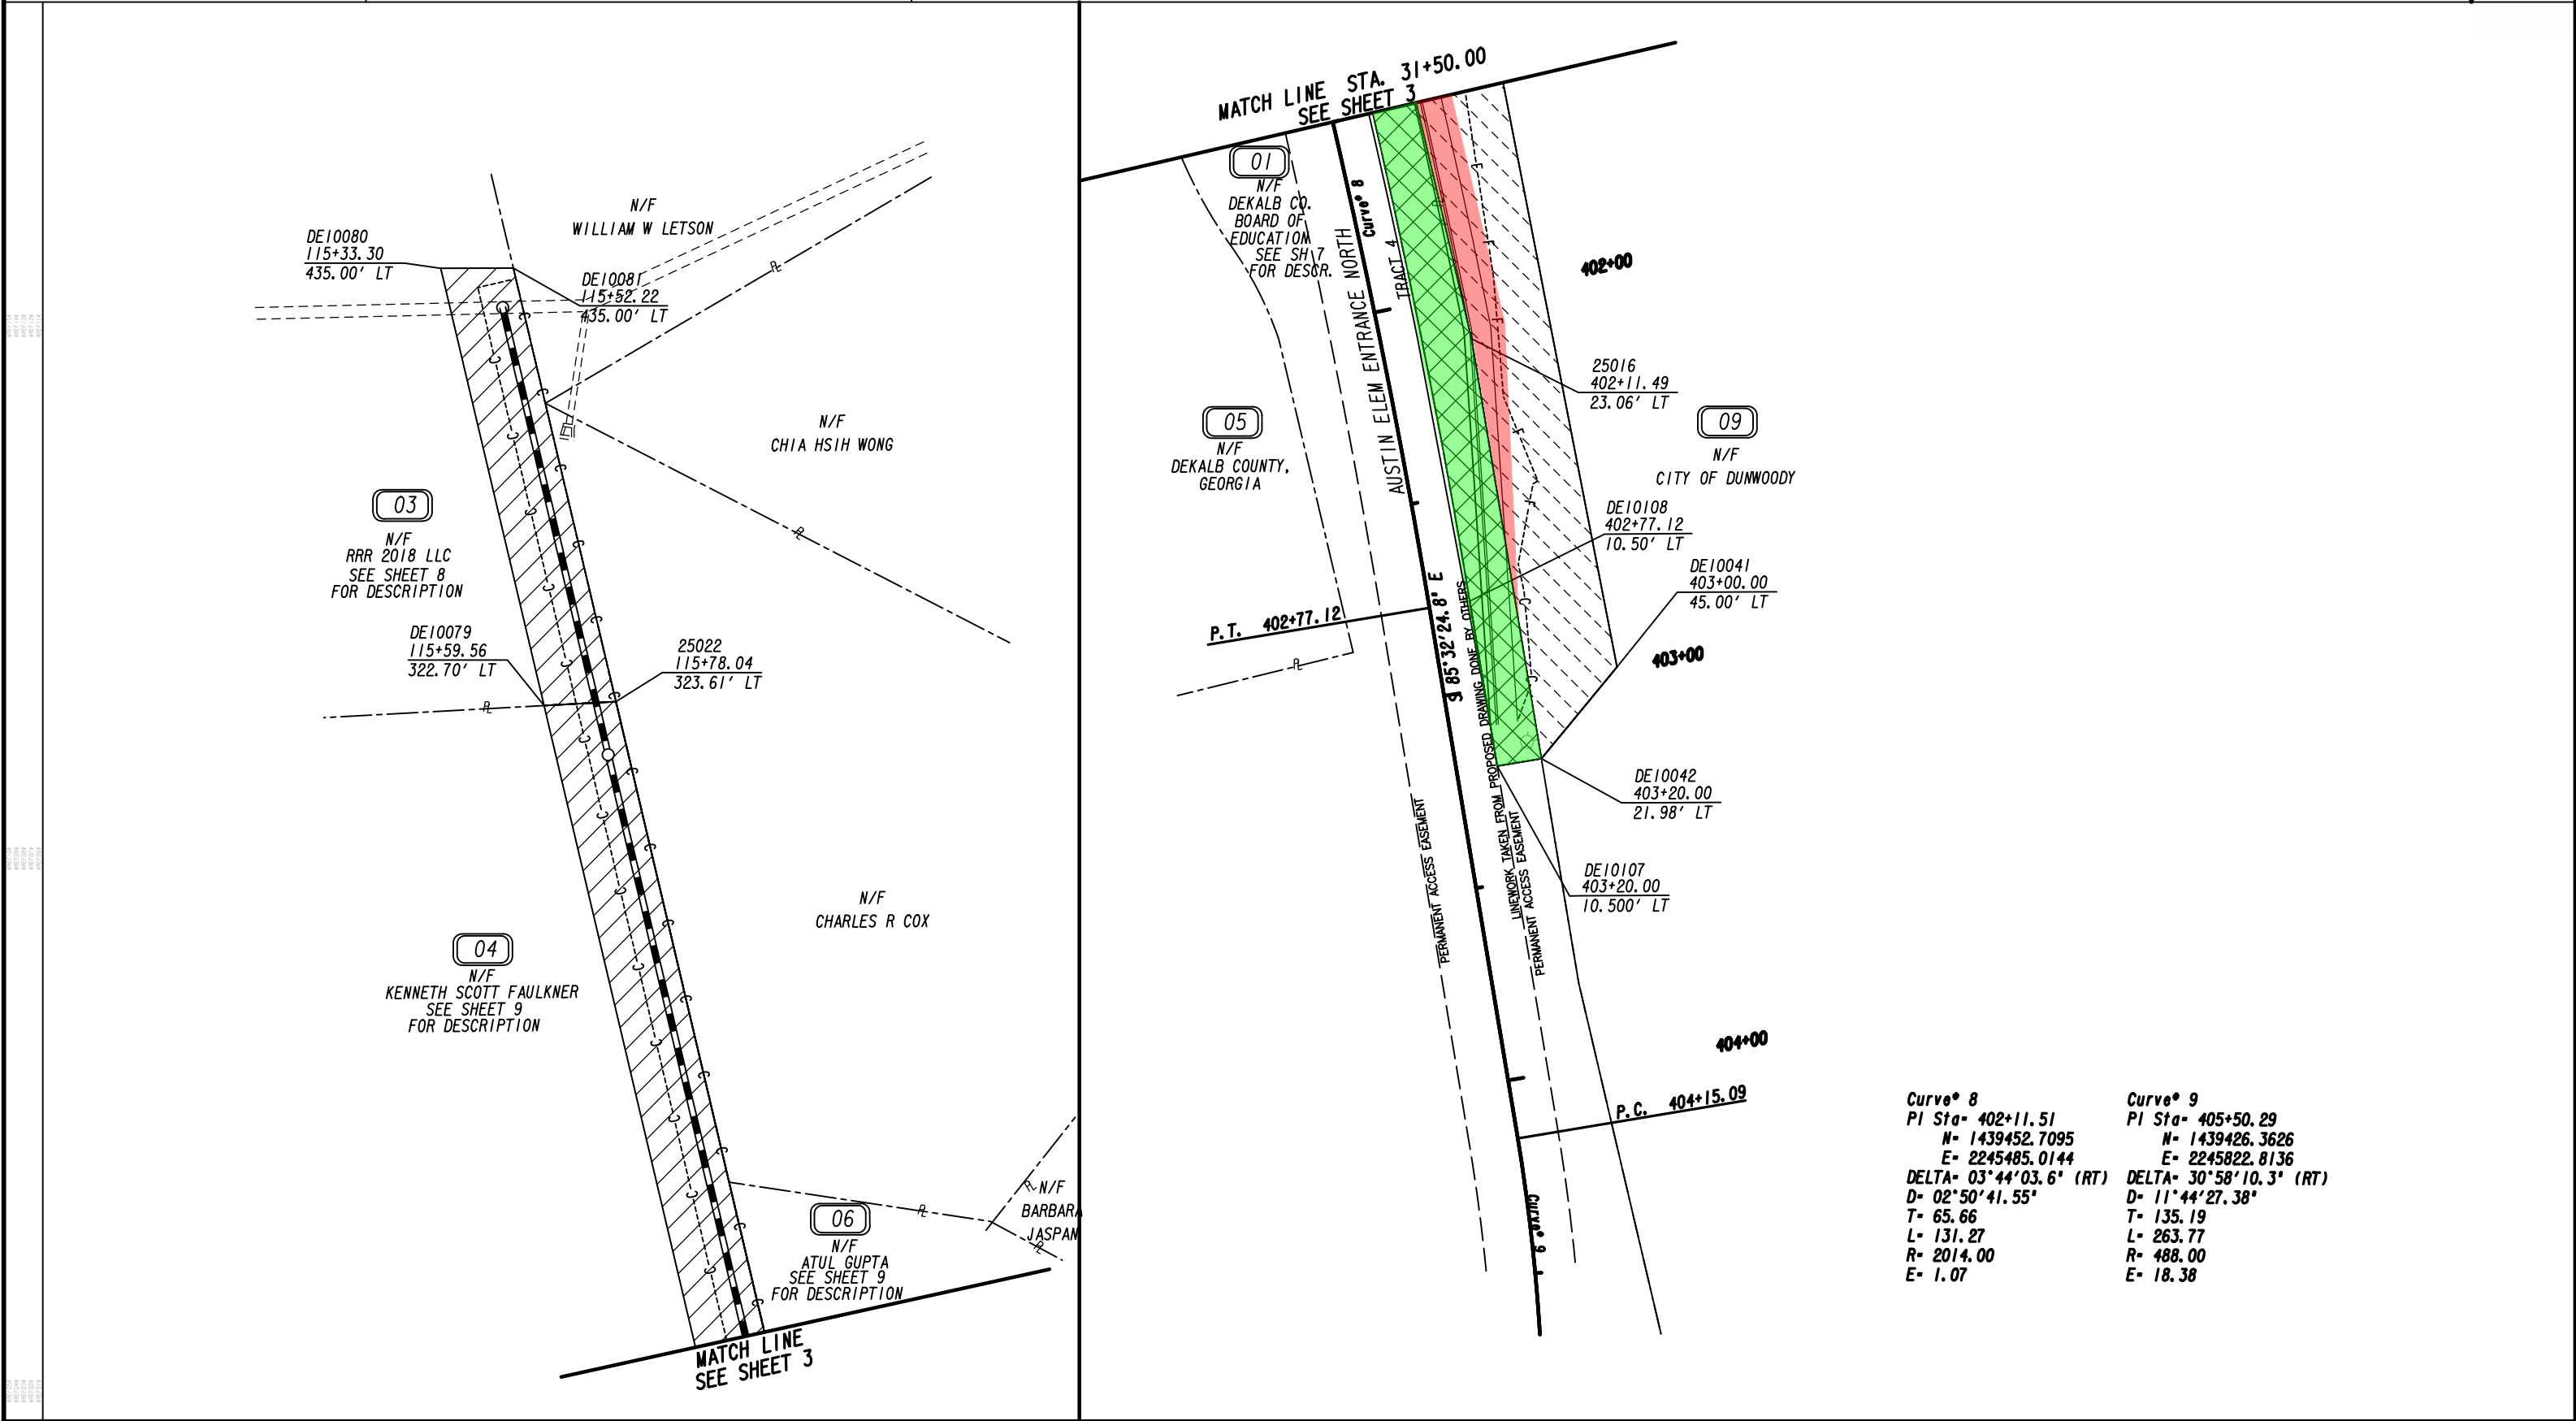 N/F
WILLIAM W LETSON
DE10080
115+33.30
435.00' LT
DE10081
115+52.22
435.00' LT
PL
N/F
CHIA HSIH WONG
03
N/F
RRR 2018 LLC
SEE SHEET 8
FOR DESCRIPTION
PL
DE10079
115+59.56
322.70' LT
25022
115+78.04
323.61' LT
PL
N/F
CHARLES R COX
04
N/F
KENNETH SCOTT FAULKNER
SEE SHEET 9
FOR DESCRIPTION
PL
N/F
BARBARA
JASPAN
PL
PL
06
N/F
ATUL GUPTA
SEE SHEET 9
FOR DESCRIPTION
MATCH LINE
SEE SHEET 3
MATCH LINE STA. 31+50.00
SEE SHEET 3
01
N/F
DEKALB CO.
BOARD OF
EDUCATION
SEE SH 7
FOR DESCR.
Curve# 8
TRACT 4
AUSTIN ELEM ENTRANCE NORTH
402+00
25016
402+11.49
23.06' LT
05
N/F
DEKALB COUNTY,
GEORGIA
09
N/F
CITY OF DUNWOODY
DE10108
402+77.12
10.50' LT
DE10041
403+00.00
45.00' LT
P.T. 402+77.12
PL
S 85°32'24.8" E
403+00
LINEWORK TAKEN FROM PROPOSED DRAWING DONE BY OTHERS
DE10042
403+20.00
21.98' LT
PERMANENT ACCESS EASEMENT
PERMANENT ACCESS EASEMENT
DE10107
403+20.00
10.500' LT
404+00
P.C. 404+15.09
Curve# 9
Curve# 8
PI Sta= 402+11.51
N= 1439452.7095
E= 2245485.0144
DELTA= 03°44'03.6" (RT)
D= 02°50'41.55"
T= 65.66
L= 131.27
R= 2014.00
E= 1.07
Curve# 9
PI Sta= 405+50.29
N= 1439426.3626
E= 2245822.8136
DELTA= 30°58'10.3" (RT)
D= 11°44'27.38"
T= 135.19
L= 263.77
R= 488.00
E= 18.38